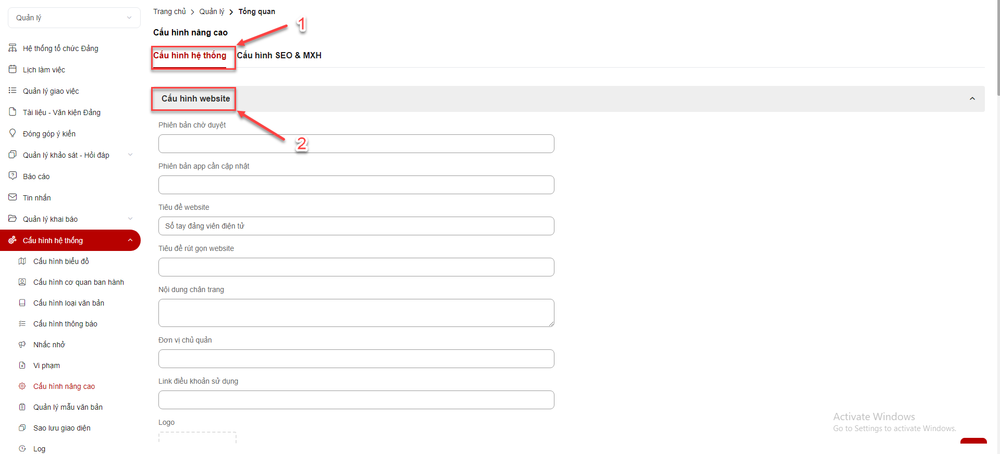 Quản lý
Hệ thống tổ chức Đảng
Lịch làm việc
Quản lý giao việc
Tài liệu - Văn kiện Đảng
Đóng góp ý kiến
Quản lý khảo sát - Hỏi đáp
Báo cáo
Tin nhắn
Quản lý khai báo
Cấu hình hệ thống
Cấu hình biểu đồ
Cấu hình cơ quan ban hành
Cấu hình loại văn bản
Cấu hình thông báo
Nhắc nhở
Vi phạm
Cấu hình nâng cao
Quản lý mẫu văn bản
Sao lưu giao diện
Log
Trang chủ > Quản lý > Tổng quan
1
Cấu hình nâng cao
Cấu hình hệ thống Cấu hình SEO & MXH
Cấu hình website
2
Phiên bản chờ duyệt
Phiên bản app cần cập nhật
Tiêu đề website
Sổ tay đảng viên điện tử
Tiêu đề rút gọn website
Nội dung chân trang
Đơn vị chủ quản
Link điều khoản sử dụng
Logo
Activate Windows
Go to Settings to activate Windows.